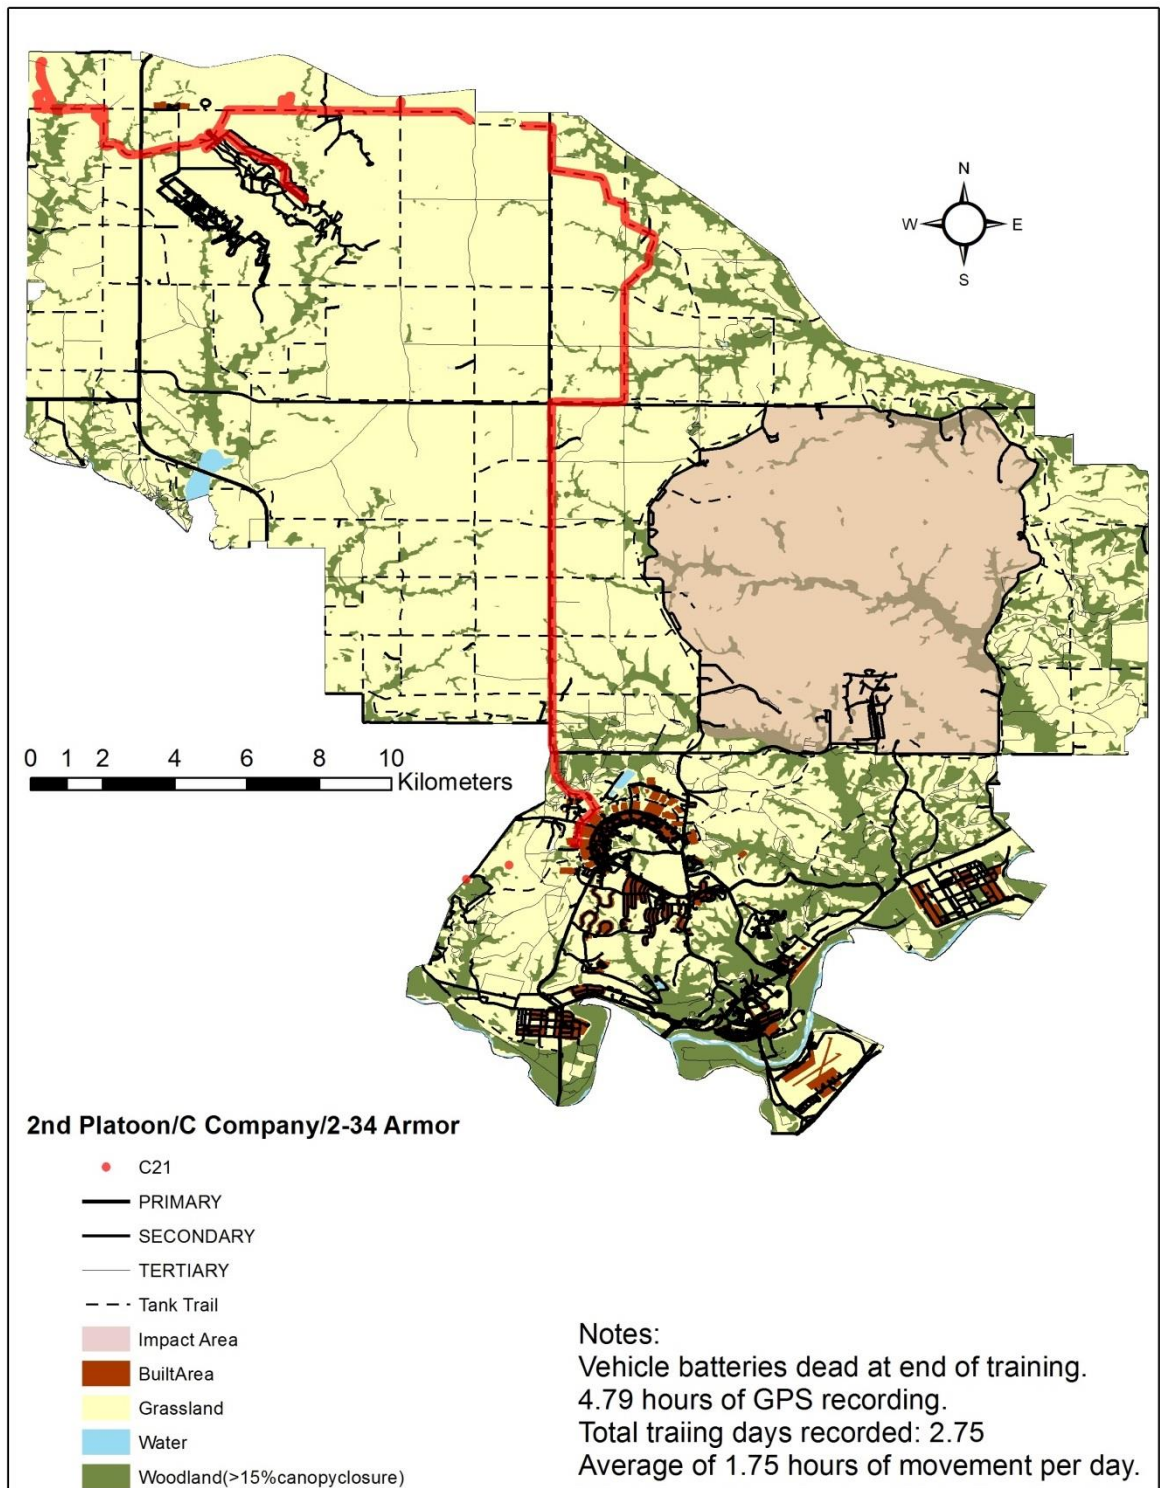 N
W
E
S
0 1 2 4 6 8 10
Kilometers
2nd Platoon/C Company/2-34 Armor
C21
PRIMARY
SECONDARY
TERTIARY
Tank Trail
Impact Area
BuiltArea
Grassland
Water
Woodland(>15%canopyclosure)
Notes:
Vehicle batteries dead at end of training.
4.79 hours of GPS recording.
Total traiing days recorded: 2.75
Average of 1.75 hours of movement per day.